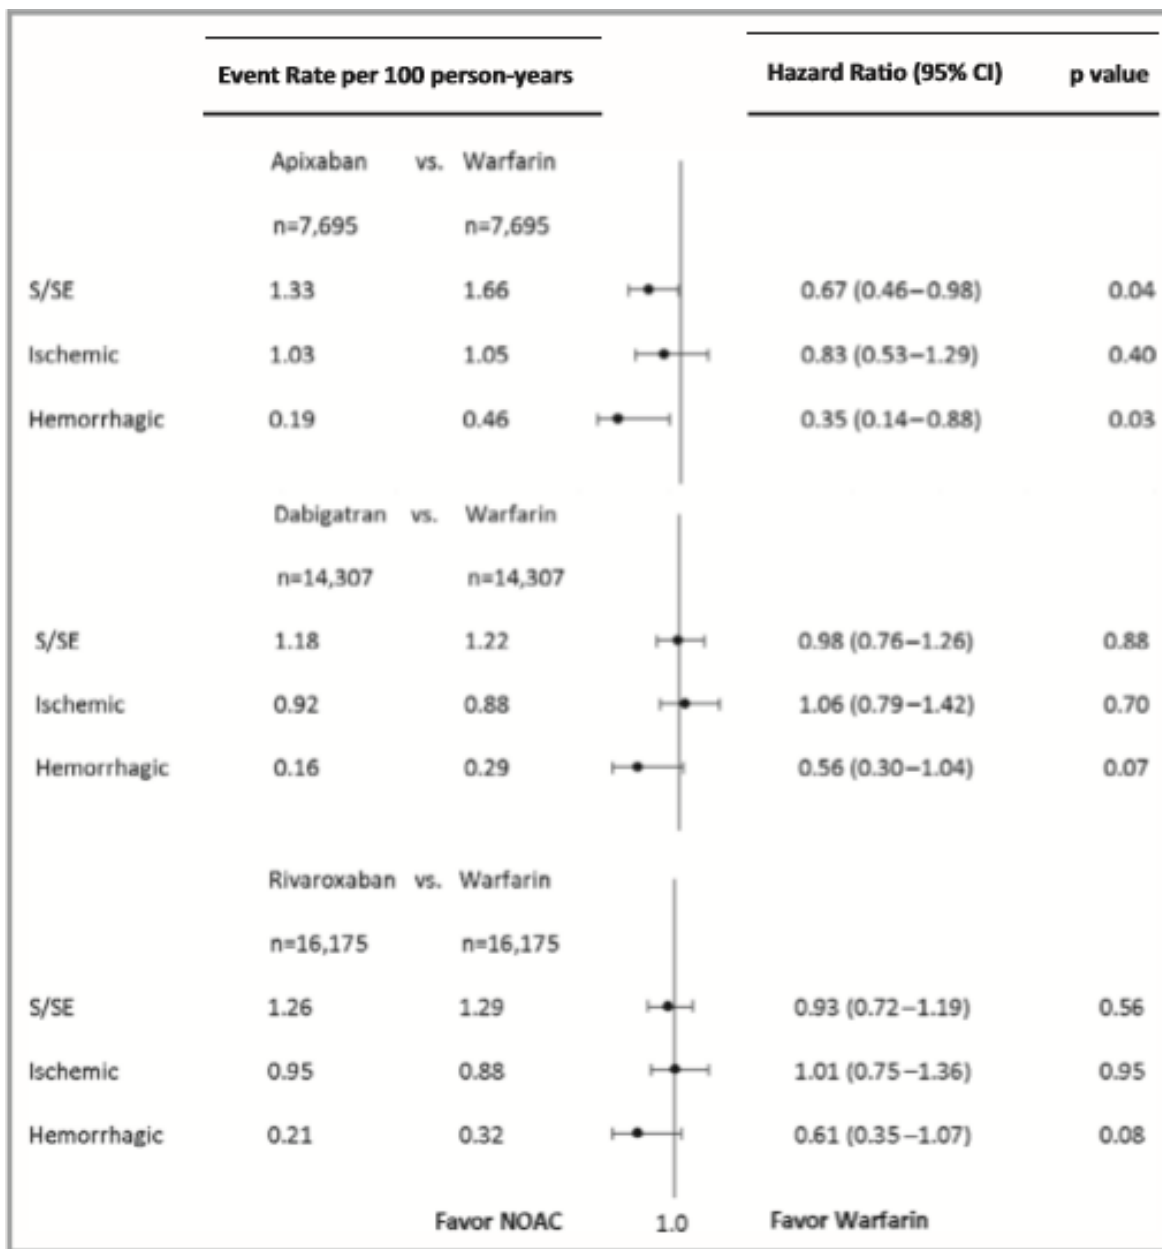 Event Rate per 100 person-years Hazard Ratio (95% CI) p value
Apixaban vs. Warfarin
n=7,695 n=7,695
S/SE 1.33 1.66 0.67 (0.46–0.98) 0.04
Ischemic 1.03 1.05 0.83 (0.53–1.29) 0.40
Hemorrhagic 0.19 0.46 0.35 (0.14–0.88) 0.03
Dabigatran vs. Warfarin
n=14,307 n=14,307
S/SE 1.18 1.22 0.98 (0.76–1.26) 0.88
Ischemic 0.92 0.88 1.06 (0.79–1.42) 0.70
Hemorrhagic 0.16 0.29 0.56 (0.30–1.04) 0.07
Rivaroxaban vs. Warfarin
n=16,175 n=16,175
S/SE 1.26 1.29 0.93 (0.72–1.19) 0.56
Ischemic 0.95 0.88 1.01 (0.75–1.36) 0.95
Hemorrhagic 0.21 0.32 0.61 (0.35–1.07) 0.08
Favor NOAC 1.0 Favor Warfarin